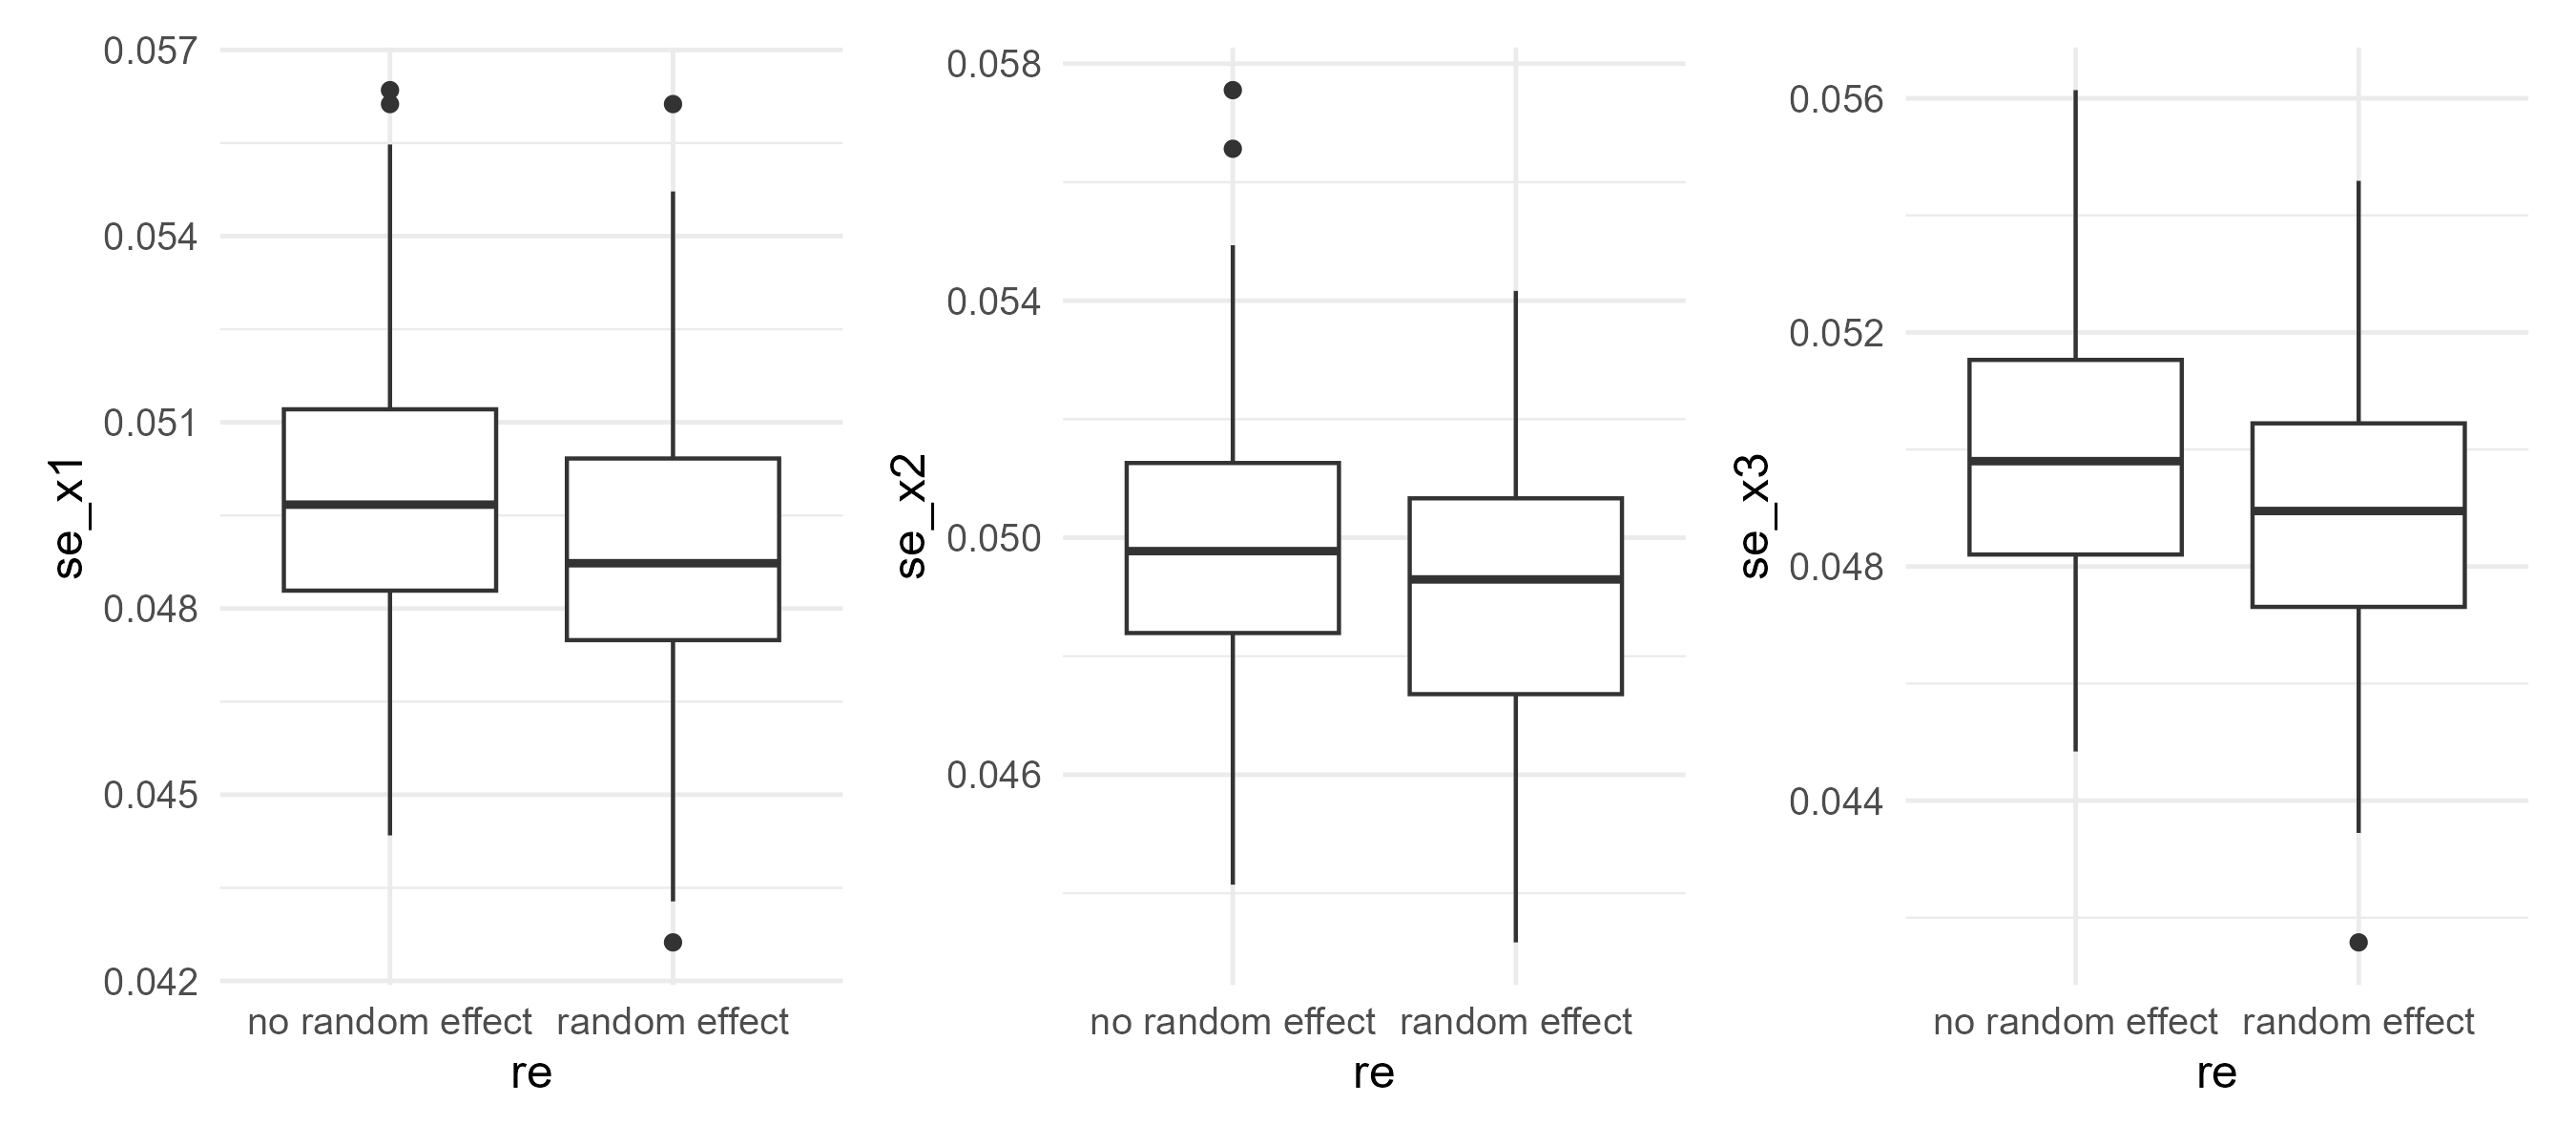 se_x1
0.057
0.054
0.051
0.048
0.045
0.042
no random effect random effect
re
se_x2
0.058
0.054
0.050
0.046
no random effect random effect
re
se_x3
0.056
0.052
0.048
0.044
no random effect random effect
re